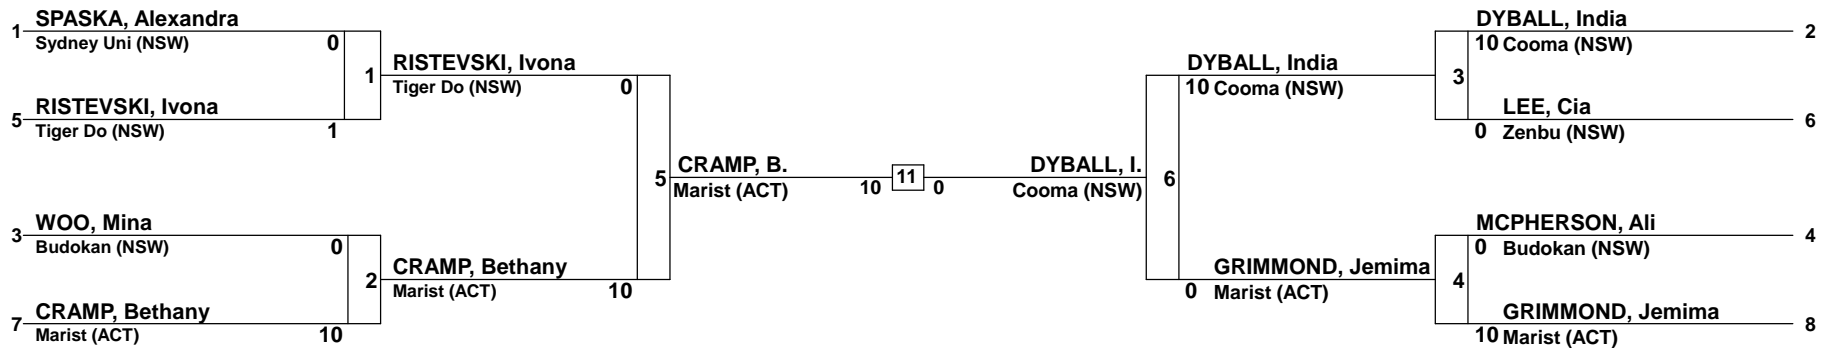 SPASKA, Alexandra
1
Sydney Uni (NSW) 0
1
RISTEVSKI, Ivona
Tiger Do (NSW) 0
RISTEVSKI, Ivona
5
Tiger Do (NSW) 1
WOO, Mina
3
Budokan (NSW) 0
2
CRAMP, Bethany
Marist (ACT) 10
CRAMP, Bethany
7
Marist (ACT) 10
5
CRAMP, B.
Marist (ACT) 10
11
DYBALL, I.
0 Cooma (NSW)
6
DYBALL, India
10 Cooma (NSW)
GRIMMOND, Jemima
0 Marist (ACT)
DYBALL, India
2
10 Cooma (NSW)
3
LEE, Cia
6
0 Zenbu (NSW)
MCPHERSON, Ali
4
0 Budokan (NSW)
4
GRIMMOND, Jemima
8
10 Marist (ACT)